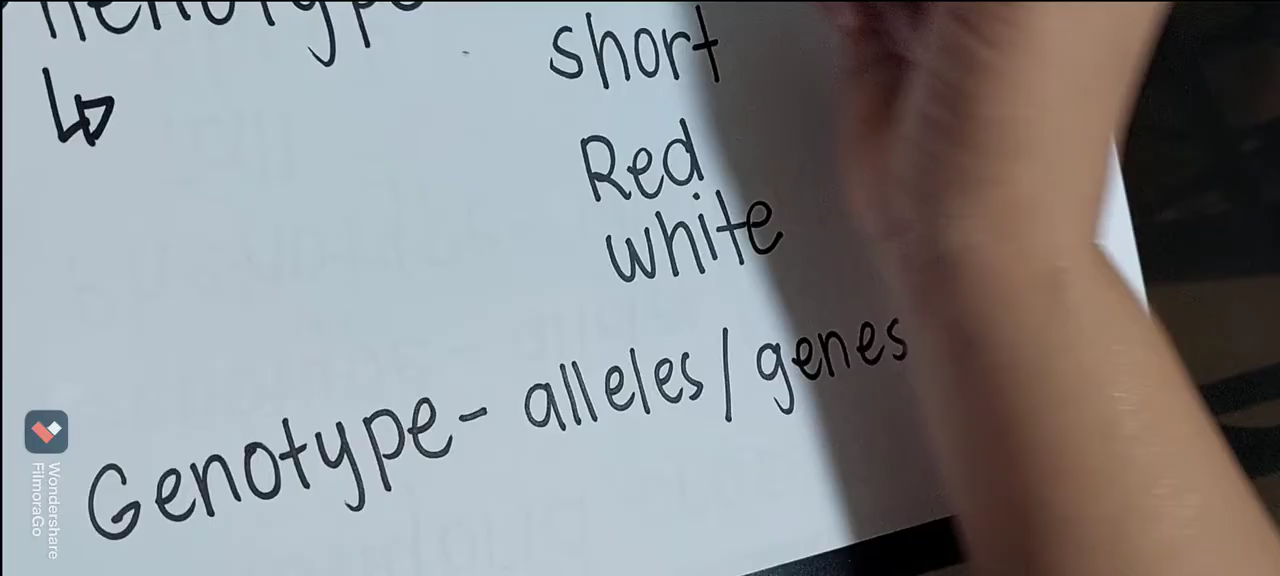 short
Red
white
Genotype - alleles / genes
Wondershare
FilmoraGo